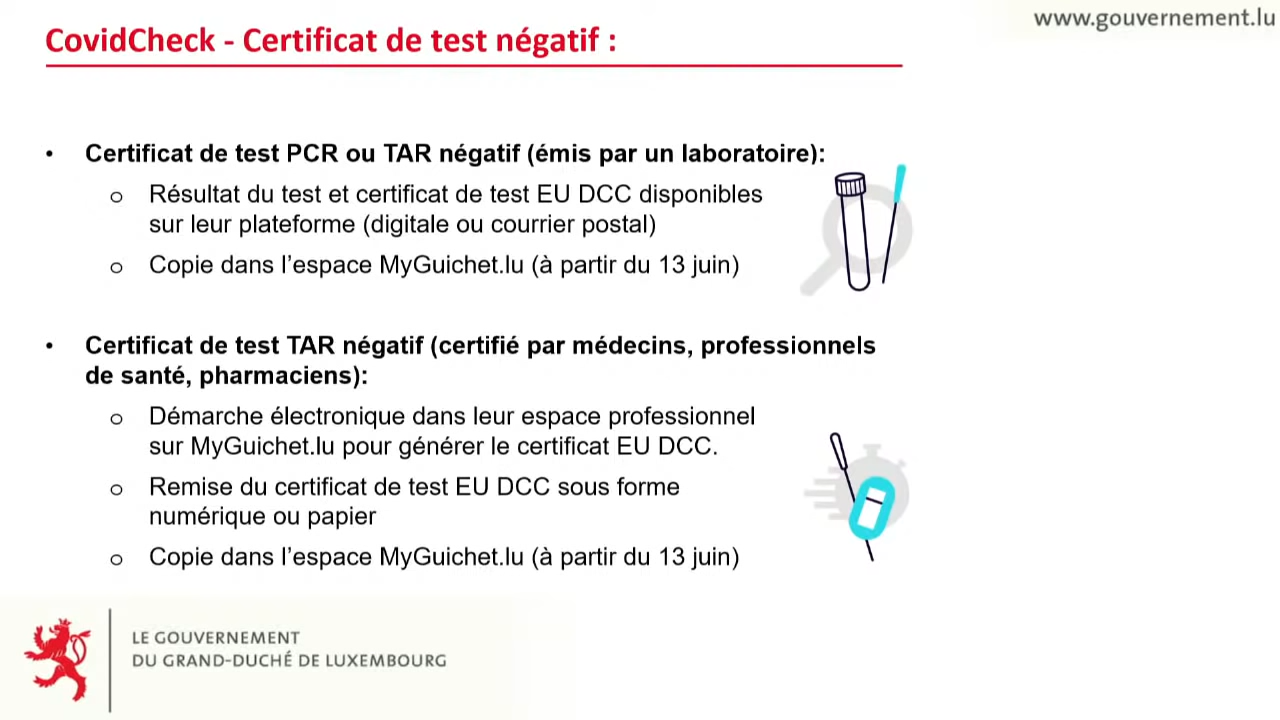 www.gouvernement.lu
CovidCheck - Certificat de test négatif :
• Certificat de test PCR ou TAR négatif (émis par un laboratoire):
o Résultat du test et certificat de test EU DCC disponibles
sur leur plateforme (digitale ou courrier postal)
o Copie dans l’espace MyGuichet.lu (à partir du 13 juin)
• Certificat de test TAR négatif (certifié par médecins, professionnels
de santé, pharmaciens):
o Démarche électronique dans leur espace professionnel
sur MyGuichet.lu pour générer le certificat EU DCC.
o Remise du certificat de test EU DCC sous forme
numérique ou papier
o Copie dans l’espace MyGuichet.lu (à partir du 13 juin)
LE GOUVERNEMENT
DU GRAND-DUCHÉ DE LUXEMBOURG